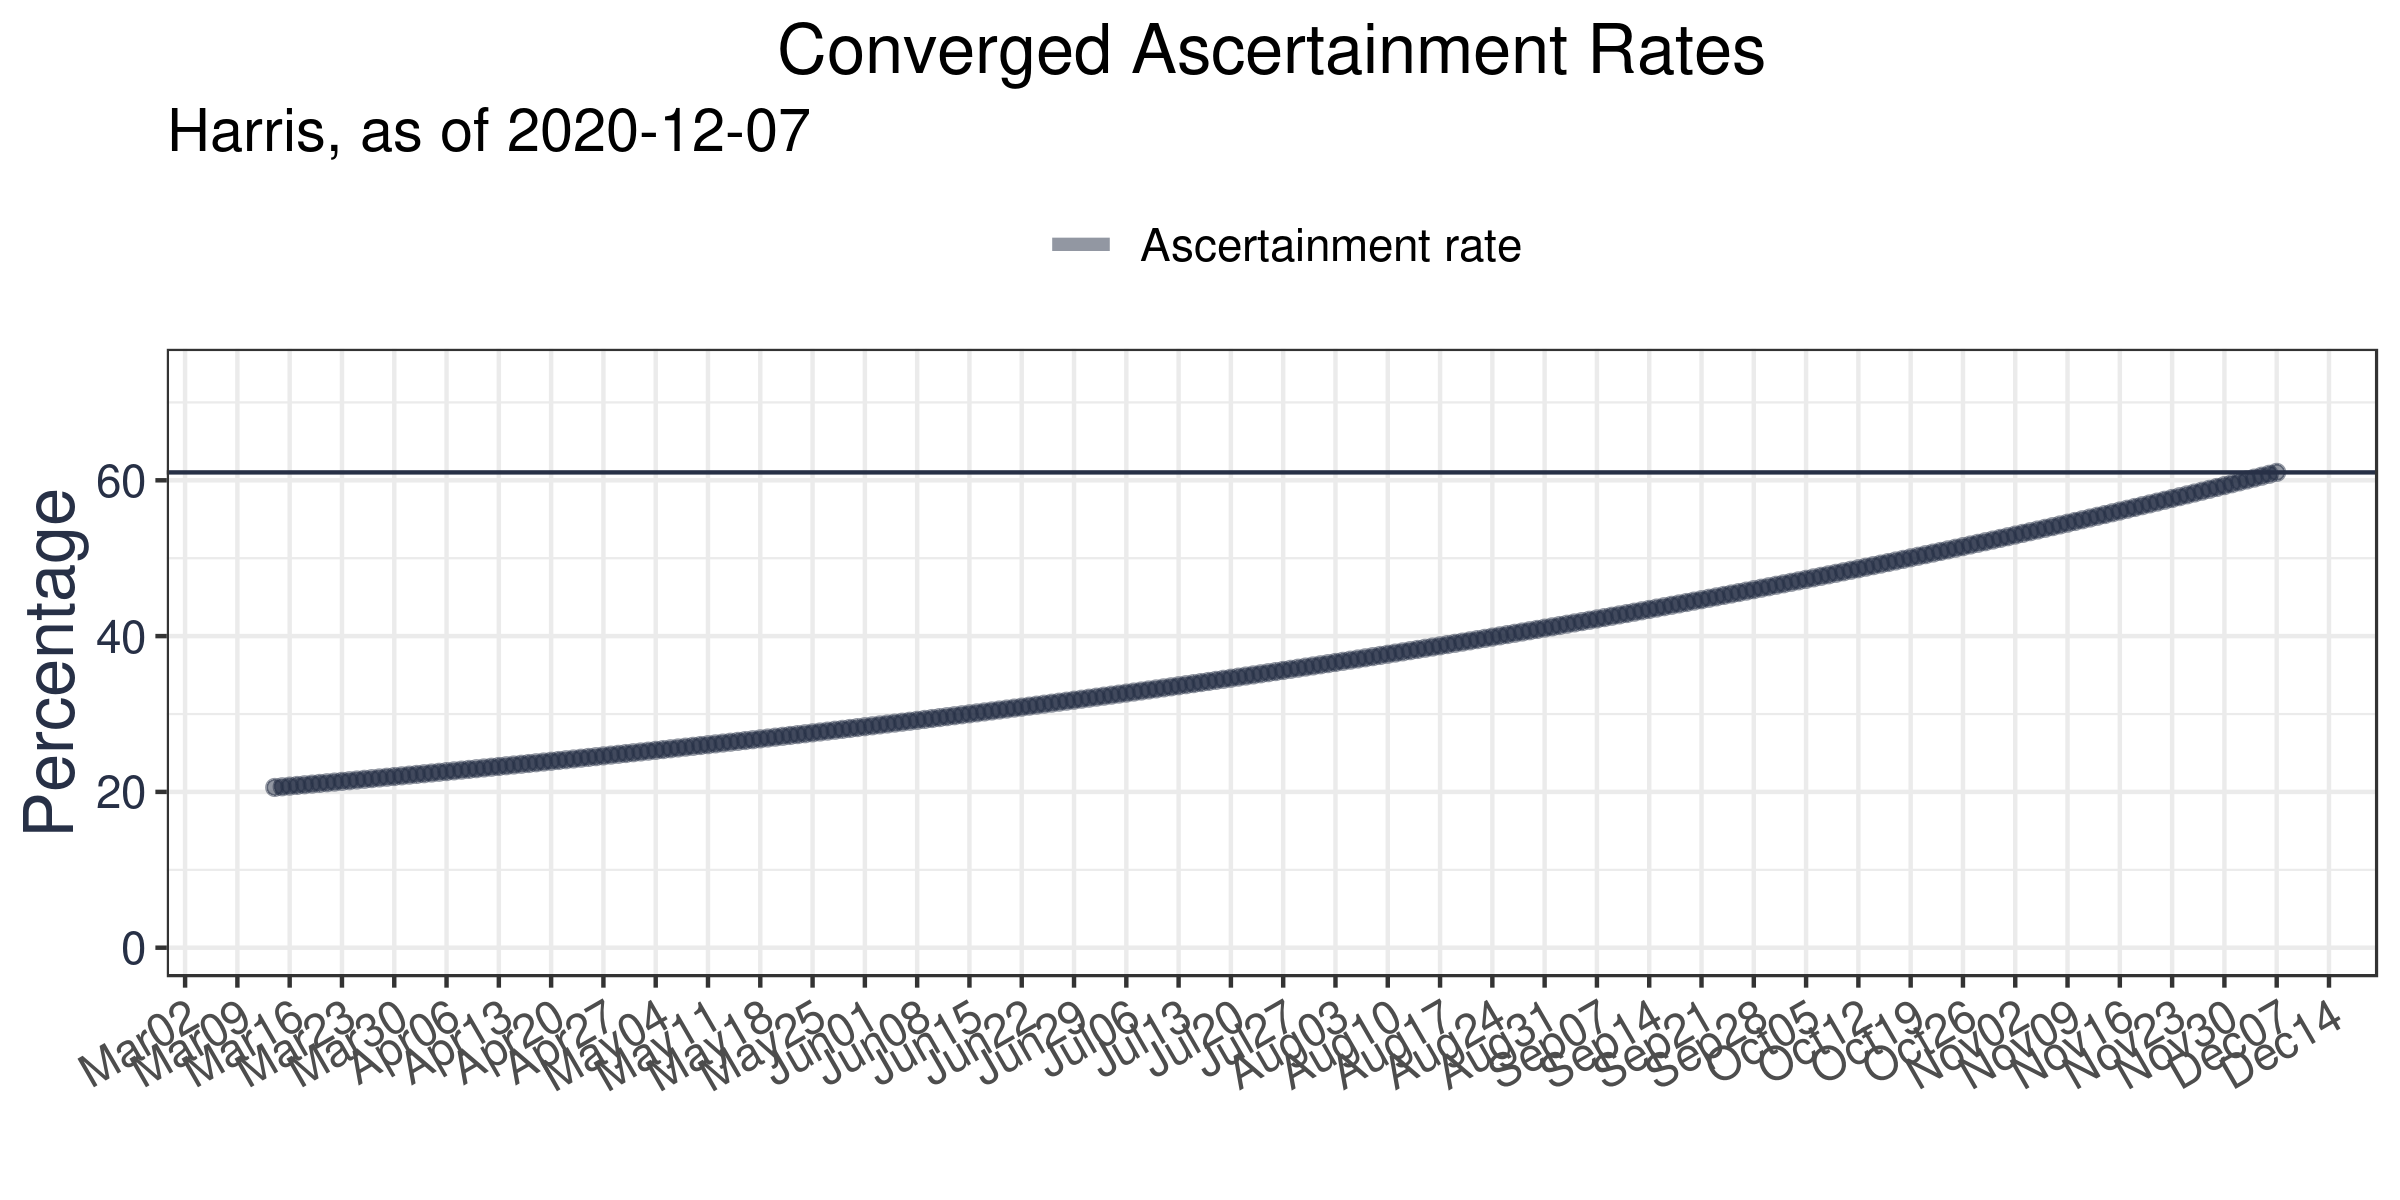 Converged Ascertainment Rates
Harris, as of 2020-12-07
Ascertainment rate
Percentage
60
40
20
0
Mar02
Mar09
Mar16
Mar23
Mar30
Apr06
Apr13
Apr20
Apr27
May04
May11
May18
May25
Jun01
Jun08
Jun15
Jun22
Jun29
Jul06
Jul13
Jul20
Jul27
Aug03
Aug10
Aug17
Aug24
Aug31
Sep07
Sep14
Sep21
Sep28
Oct05
Oct12
Oct19
Oct26
Nov02
Nov09
Nov16
Nov23
Nov30
Dec07
Dec14